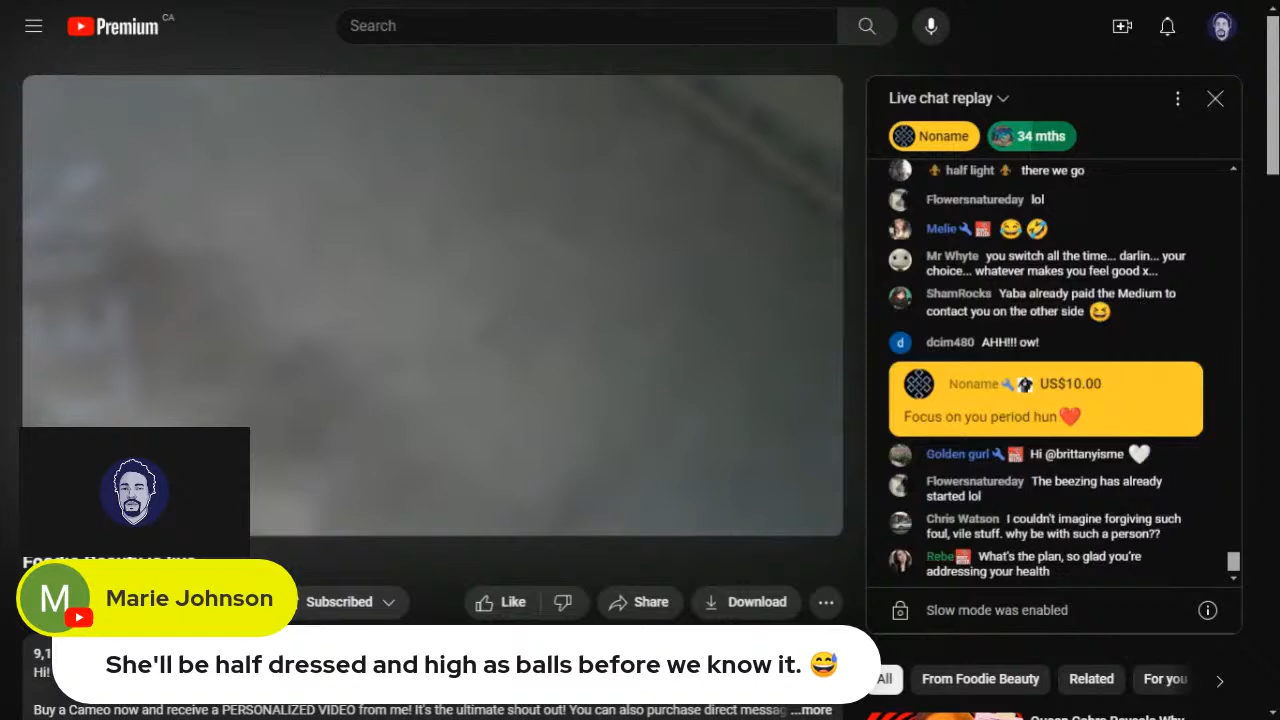 Premium CA
Search
Live chat replay
Noname
34 mths
half light there we go
Flowersnatureday lol
Melie
Mr Whyte you switch all the time... darlin... your
choice... whatever makes you feel good x...
ShamRocks Yaba already paid the Medium to
contact you on the other side
d dcim480 AHH!!! ow!
Noname US$10.00
Focus on you period hun
Golden gurl Hi @brittanyisme
Flowersnatureday The beezing has already
started lol
Chris Watson I couldn't imagine forgiving such
foul, vile stuff. why be with such a person??
Rebe What's the plan, so glad you're
addressing your health
Slow mode was enabled
M Marie Johnson
Subscribed
Like
Share
Download
She'll be half dressed and high as balls before we know it. 😅
9,1
Hi!
Buy a Cameo now and receive a PERSONALIZED VIDEO from me! It's the ultimate shout out! You can also purchase direct messag ...more
All
From Foodie Beauty
Related
For you